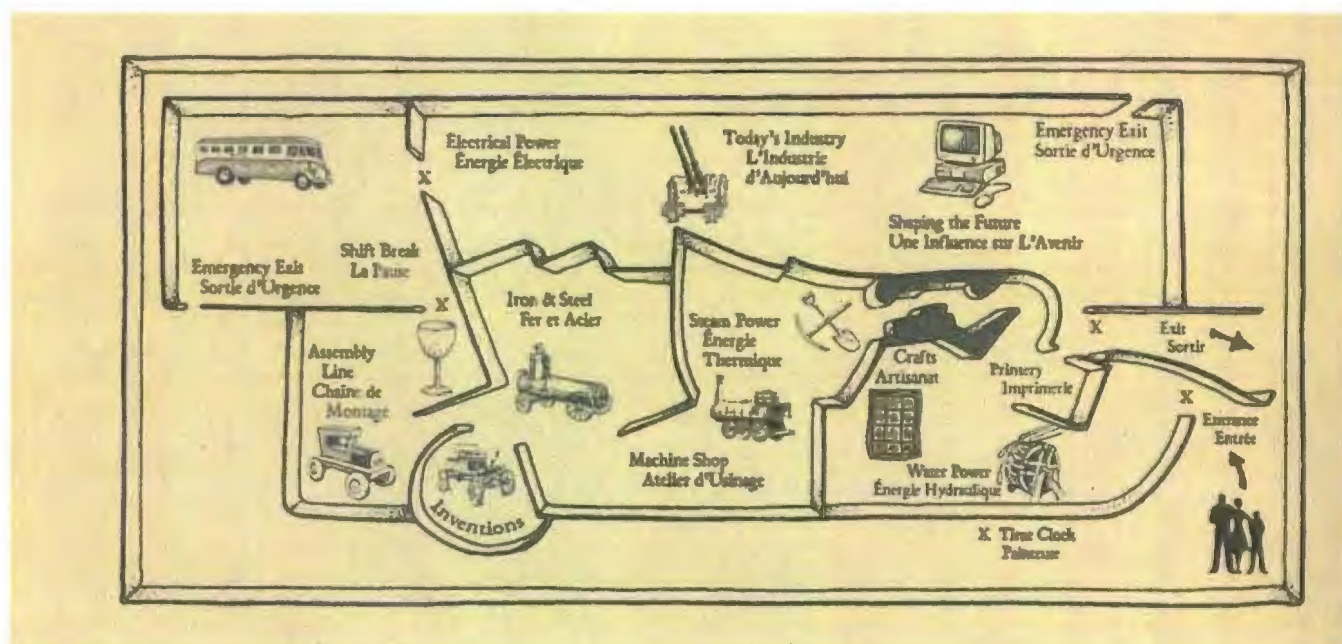 Electrical Power
Énergie Électrique
Today's Industry
L'Industrie
d'Aujourd'hui
Emergency Exit
Sortie d'Urgence
X
Shaping the Future
Une Influence sur L'Avenir
Shift Break
La Pause
Emergency Exit
Sortie d'Urgence
X
Iron & Steel
Fer et Acier
Steam Power
Énergie
Thermique
X
Exit
Sortir
Assembly
Line
Chaîne de
Montage
Crafts
Artisanat
Printery
Imprimerie
X
Entrance
Entrée
Machine Shop
Atelier d'Usinage
Water Power
Énergie Hydraulique
Inventions
X Time Clock
Pointeuse